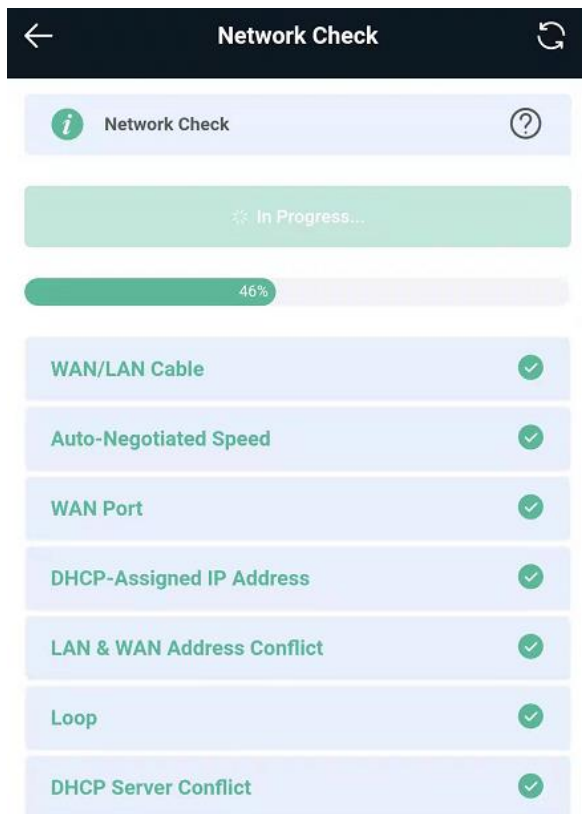 Network Check
Network Check
In Progress...
46%
WAN/LAN Cable
Auto-Negotiated Speed
WAN Port
DHCP-Assigned IP Address
LAN & WAN Address Conflict
Loop
DHCP Server Conflict